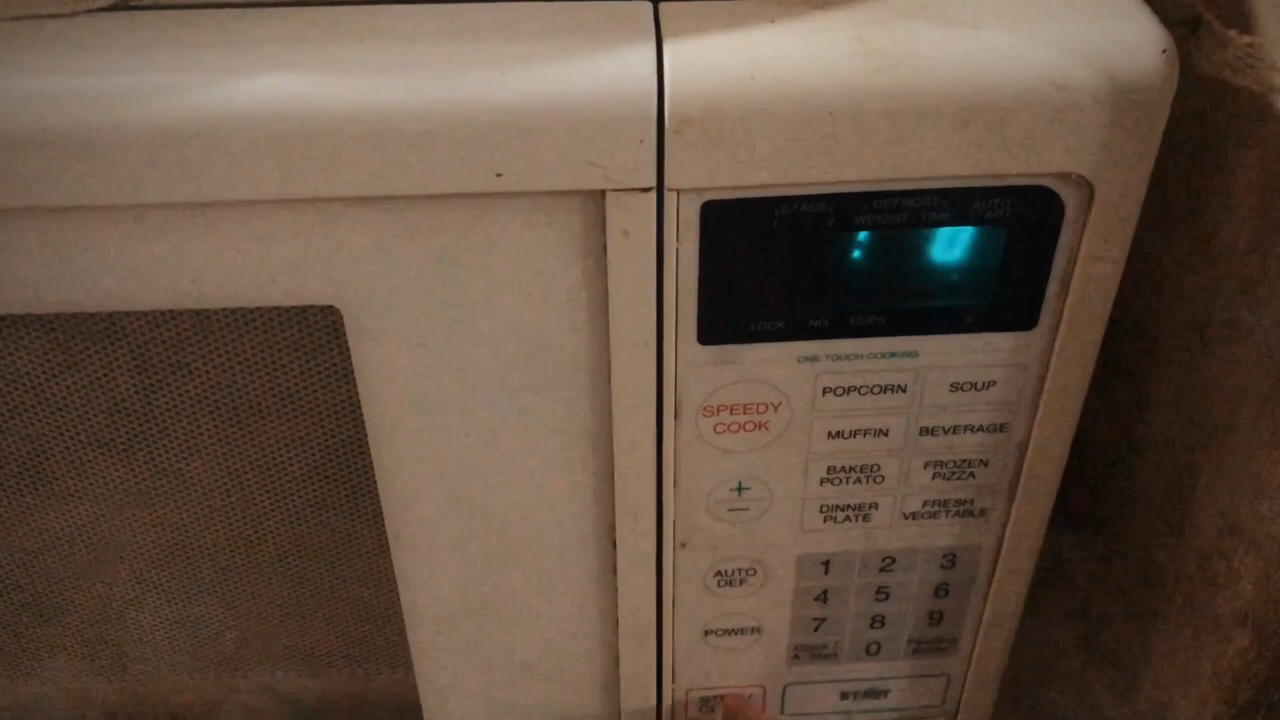 STAGE
DEFROST
AUTO
1 2 WEIGHT TIME START
LOCK NO CUPS
ONE TOUCH COOKING
SPEEDY
COOK
POPCORN SOUP
MUFFIN BEVERAGE
+
−
BAKED
POTATO
FROZEN
PIZZA
DINNER
PLATE
FRESH
VEGETABLE
AUTO
DEF.
1 2 3
4 5 6
POWER
7 8 9
0
START